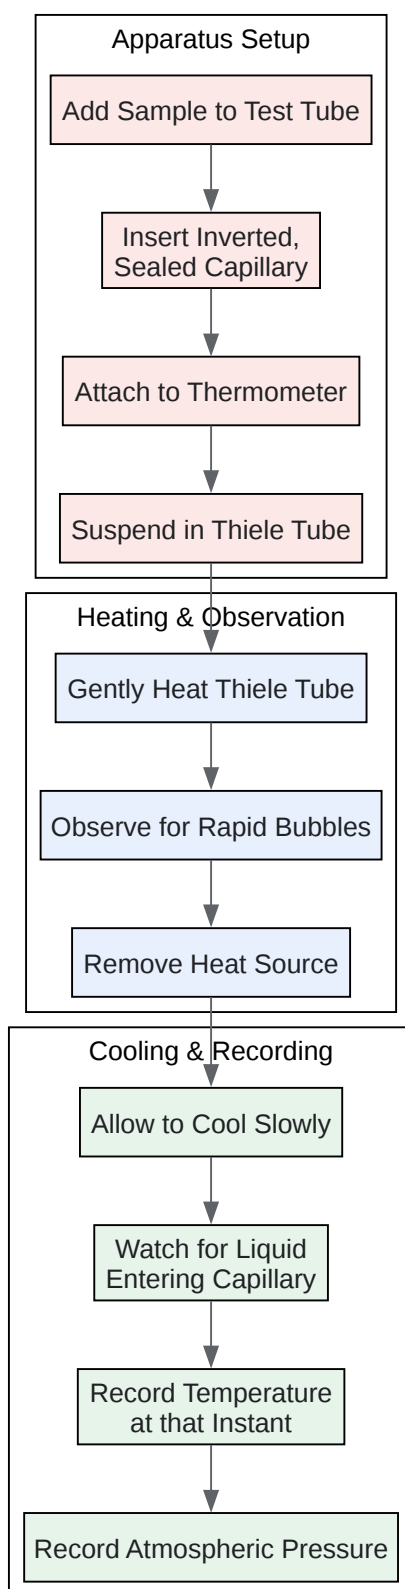 Apparatus Setup
Add Sample to Test Tube
Insert Inverted,
Sealed Capillary
Attach to Thermometer
Suspend in Thiele Tube
Heating & Observation
Gently Heat Thiele Tube
Observe for Rapid Bubbles
Remove Heat Source
Cooling & Recording
Allow to Cool Slowly
Watch for Liquid
Entering Capillary
Record Temperature
at that Instant
Record Atmospheric Pressure